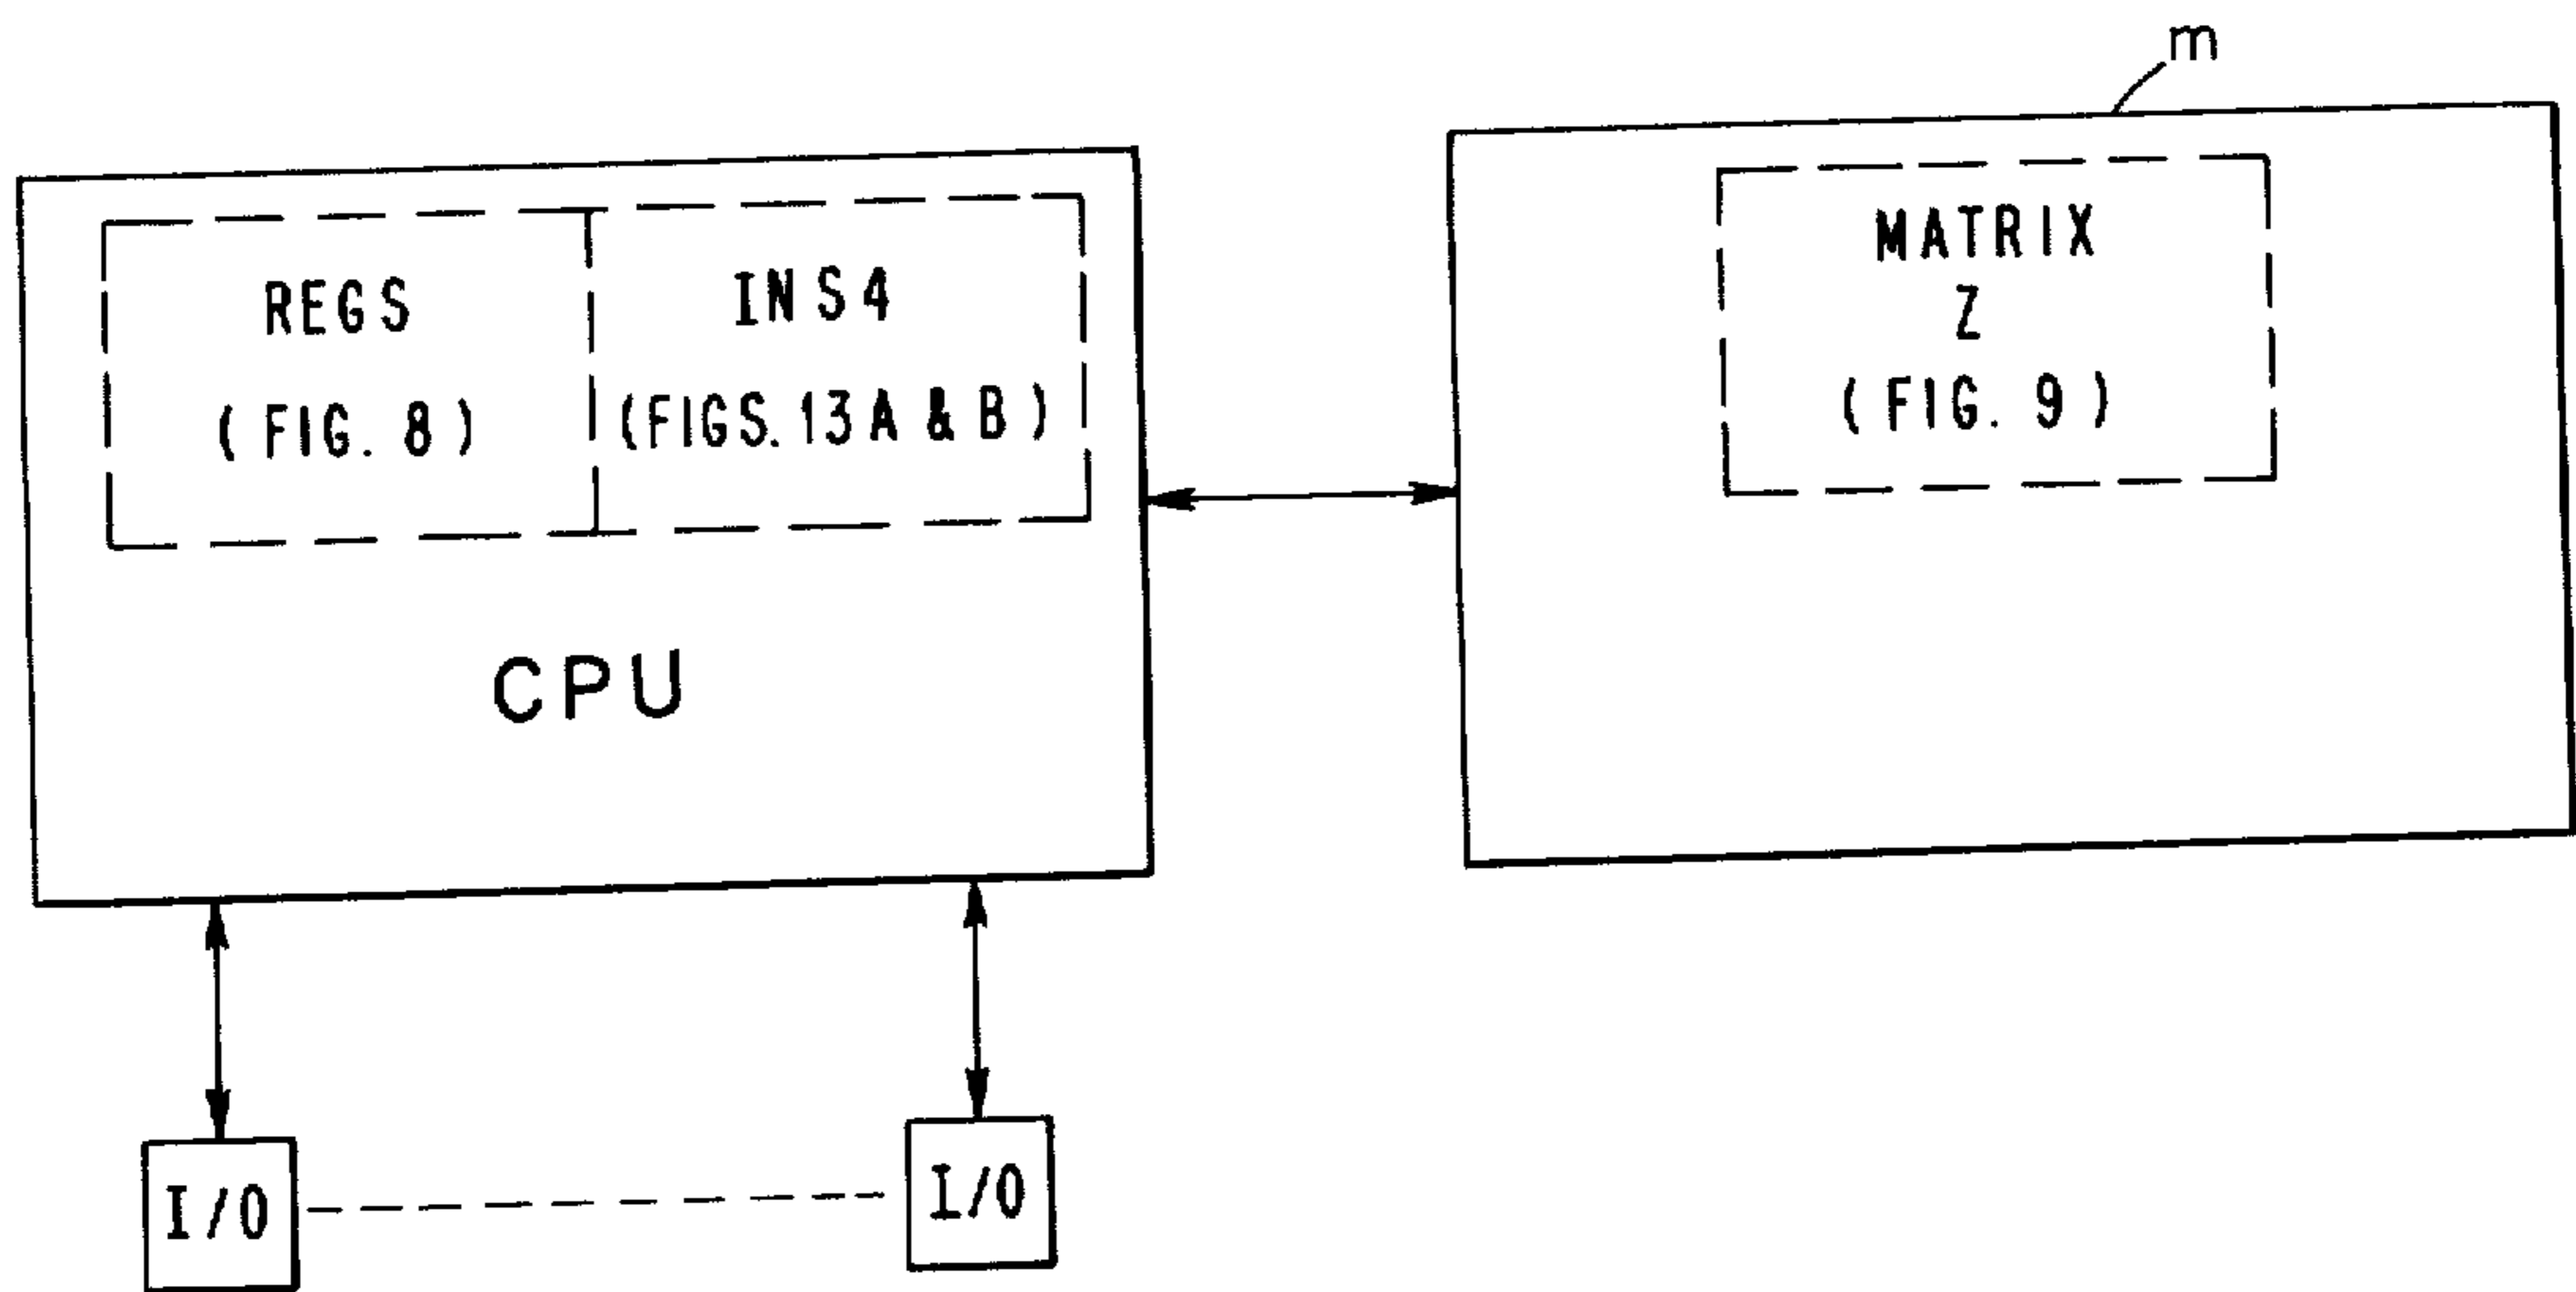 m
REGS
(FIG. 8)
INS4
(FIGS. 13A & B)
MATRIX
Z
(FIG. 9)
CPU
I/O
I/O